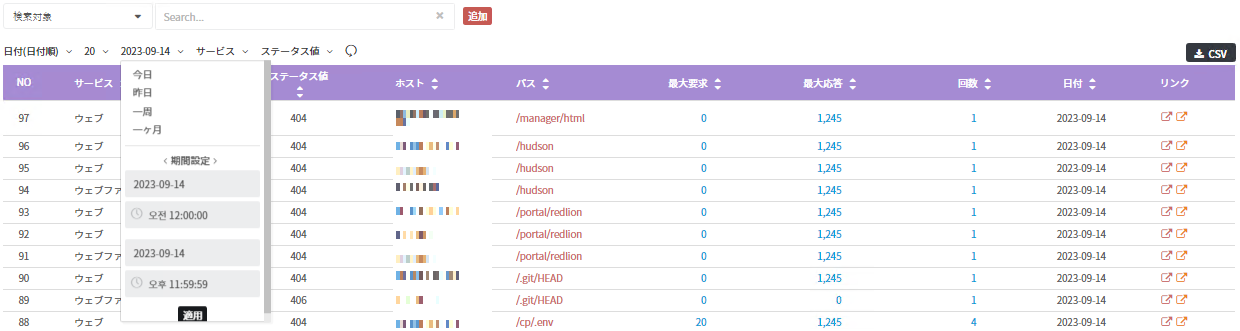 検索対象 Search... × 追加
日付(日付順) 20 2023-09-14 サービス ステータス値 CSV
NO サービス ステータス値 ホスト パス 最大要求 最大応答 回数 日付 リンク
今日
昨日
一周
一ヶ月
< 期間設定 >
2023-09-14
오전 12:00:00
2023-09-14
오후 11:59:59
適用
97 ウェブ 404 /manager/html 0 1,245 1 2023-09-14
96 ウェブ 404 /hudson 0 1,245 1 2023-09-14
95 ウェブ 404 /hudson 0 1,245 1 2023-09-14
94 ウェブファ 404 /hudson 0 1,245 1 2023-09-14
93 ウェブ 404 /portal/redlion 0 1,245 1 2023-09-14
92 ウェブ 404 /portal/redlion 0 1,245 1 2023-09-14
91 ウェブファ 404 /portal/redlion 0 1,245 1 2023-09-14
90 ウェブ 404 /.git/HEAD 0 1,245 1 2023-09-14
89 ウェブファ 406 /.git/HEAD 0 0 1 2023-09-14
88 ウェブ 404 /cp/.env 20 1,245 4 2023-09-14